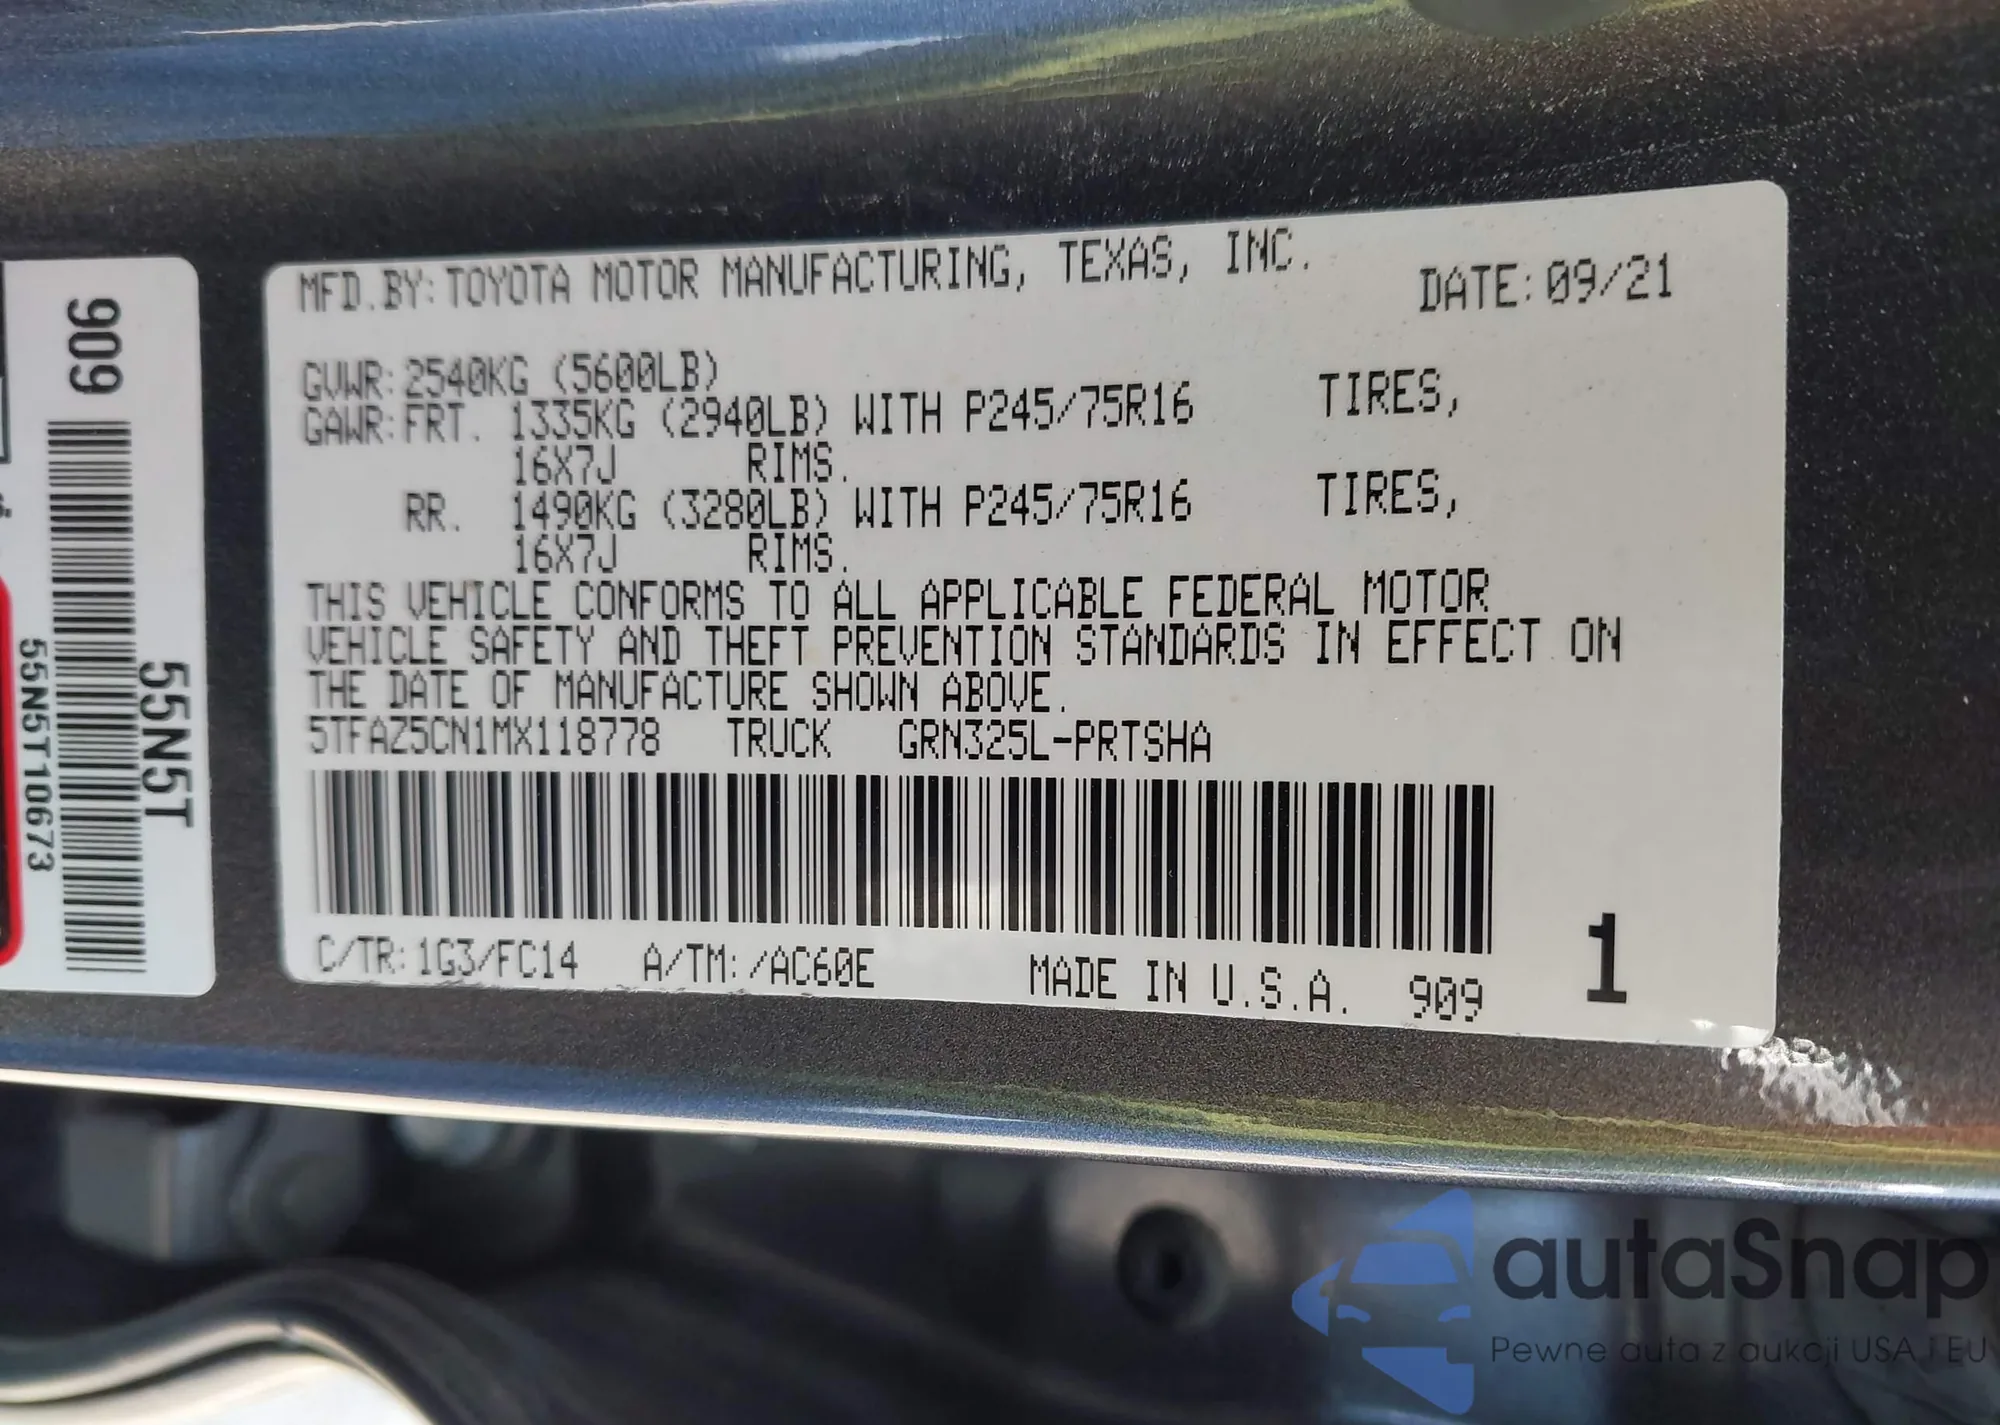 MFD.BY:TOYOTA MOTOR MANUFACTURING, TEXAS, INC. DATE:09/21
GVWR:2540KG (5600LB)
GAWR:FRT. 1335KG (2940LB) WITH P245/75R16 TIRES,
16X7J RIMS.
RR. 1490KG (3280LB) WITH P245/75R16 TIRES,
16X7J RIMS.
THIS VEHICLE CONFORMS TO ALL APPLICABLE FEDERAL MOTOR
VEHICLE SAFETY AND THEFT PREVENTION STANDARDS IN EFFECT ON
THE DATE OF MANUFACTURE SHOWN ABOVE.
5TFAZ5CN1MX118778 TRUCK GRN325L-PRTSHA
C/TR:1G3/FC14 A/TM:/AC60E MADE IN U.S.A. 909
1
909
55N5T
55N5T10673
autaSnap
Pewne auta z aukcji USA i EU